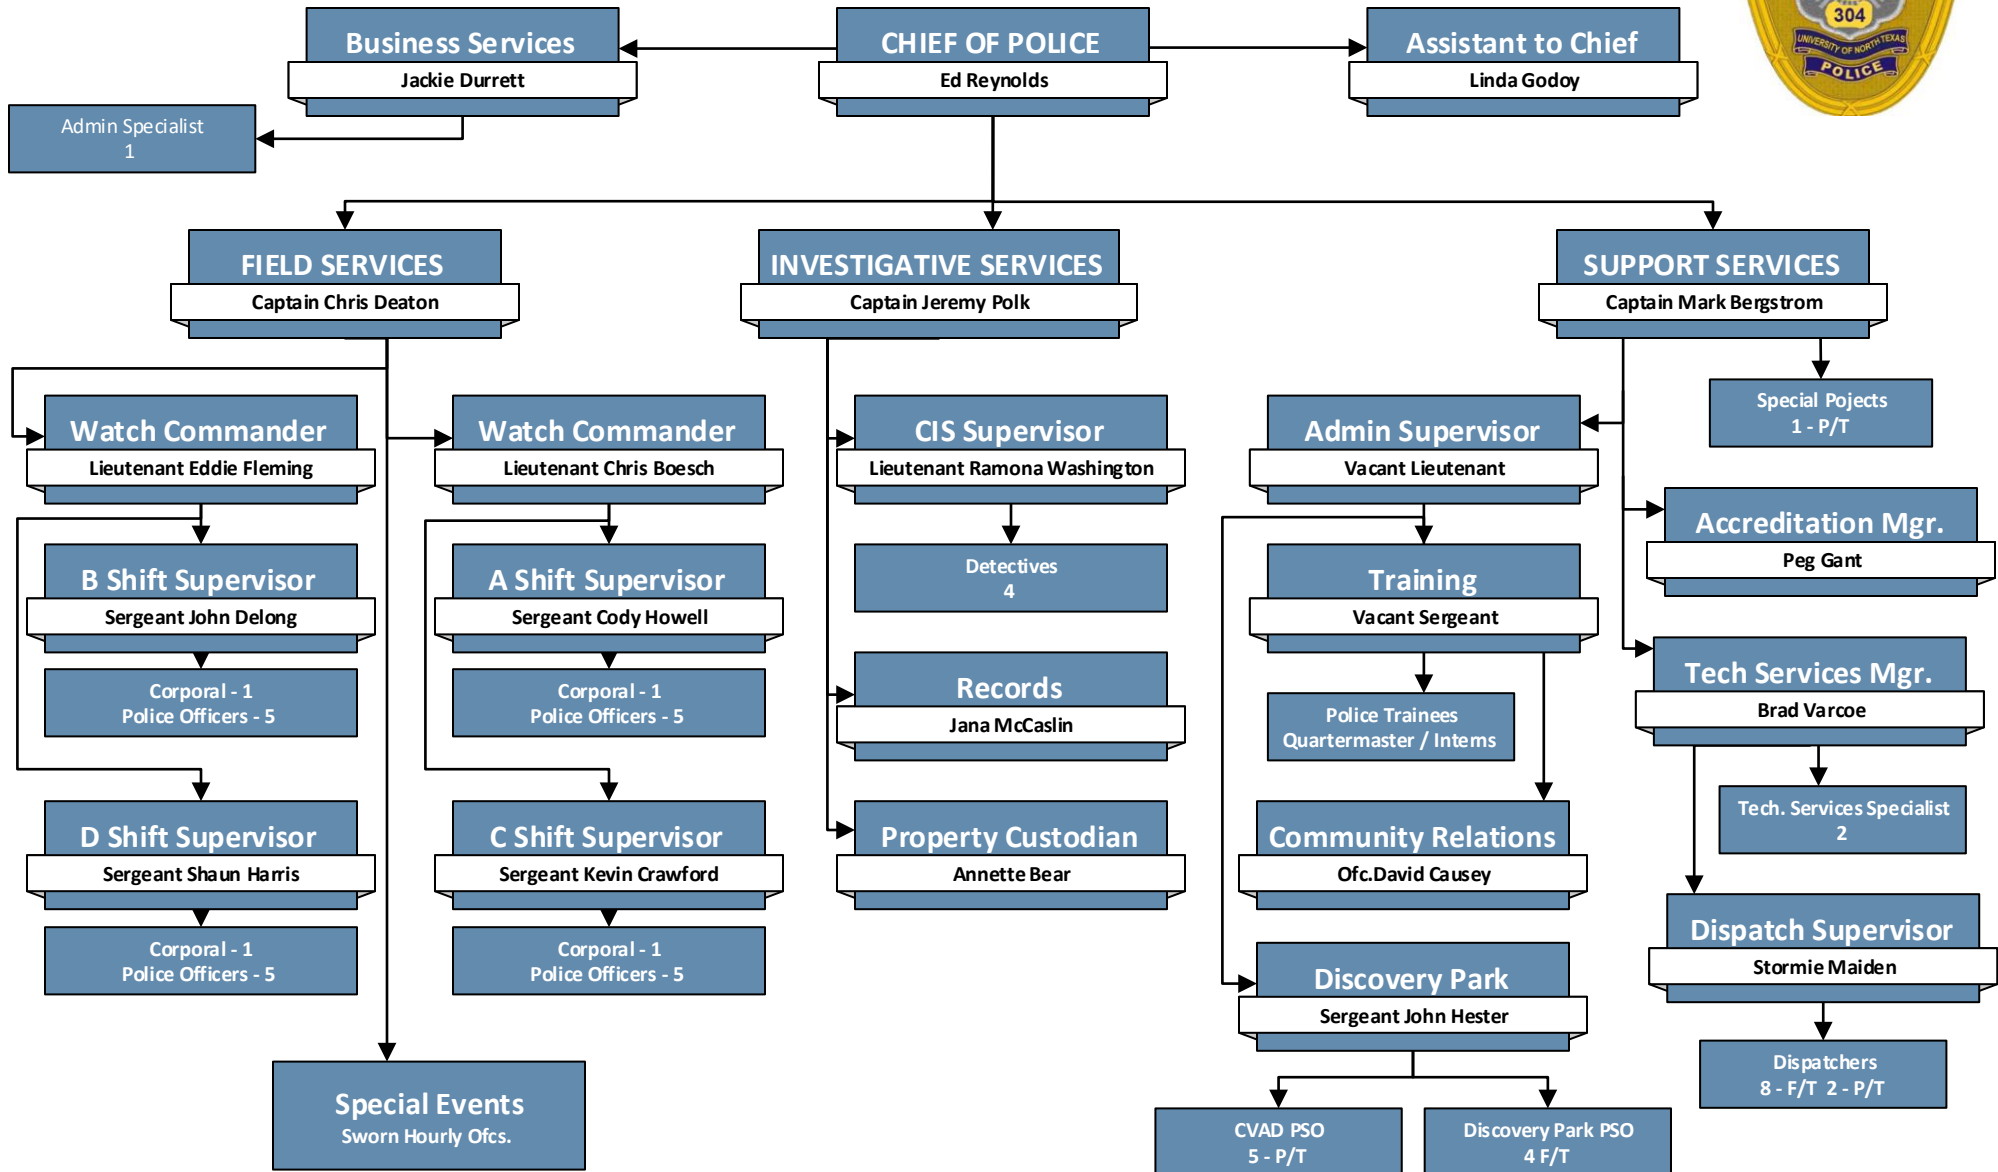 304
UNIVERSITY OF NORTH TEXAS
POLICE
Business Services
Jackie Durrett
CHIEF OF POLICE
Ed Reynolds
Assistant to Chief
Linda Godoy
Admin Specialist
1
FIELD SERVICES
Captain Chris Deaton
INVESTIGATIVE SERVICES
Captain Jeremy Polk
SUPPORT SERVICES
Captain Mark Bergstrom
Special Pojects
1 - P/T
Watch Commander
Lieutenant Eddie Fleming
Watch Commander
Lieutenant Chris Boesch
CIS Supervisor
Lieutenant Ramona Washington
Admin Supervisor
Vacant Lieutenant
Accreditation Mgr.
Peg Gant
B Shift Supervisor
Sergeant John Delong
A Shift Supervisor
Sergeant Cody Howell
Detectives
4
Training
Vacant Sergeant
Corporal - 1
Police Officers - 5
Corporal - 1
Police Officers - 5
Records
Jana McCaslin
Police Trainees
Quartermaster / Interns
Tech Services Mgr.
Brad Varcoe
Tech. Services Specialist
2
D Shift Supervisor
Sergeant Shaun Harris
C Shift Supervisor
Sergeant Kevin Crawford
Property Custodian
Annette Bear
Community Relations
Ofc.David Causey
Corporal - 1
Police Officers - 5
Corporal - 1
Police Officers - 5
Discovery Park
Sergeant John Hester
Dispatch Supervisor
Stormie Maiden
Dispatchers
8 - F/T 2 - P/T
Special Events
Sworn Hourly Ofcs.
CVAD PSO
5 - P/T
Discovery Park PSO
4 F/T